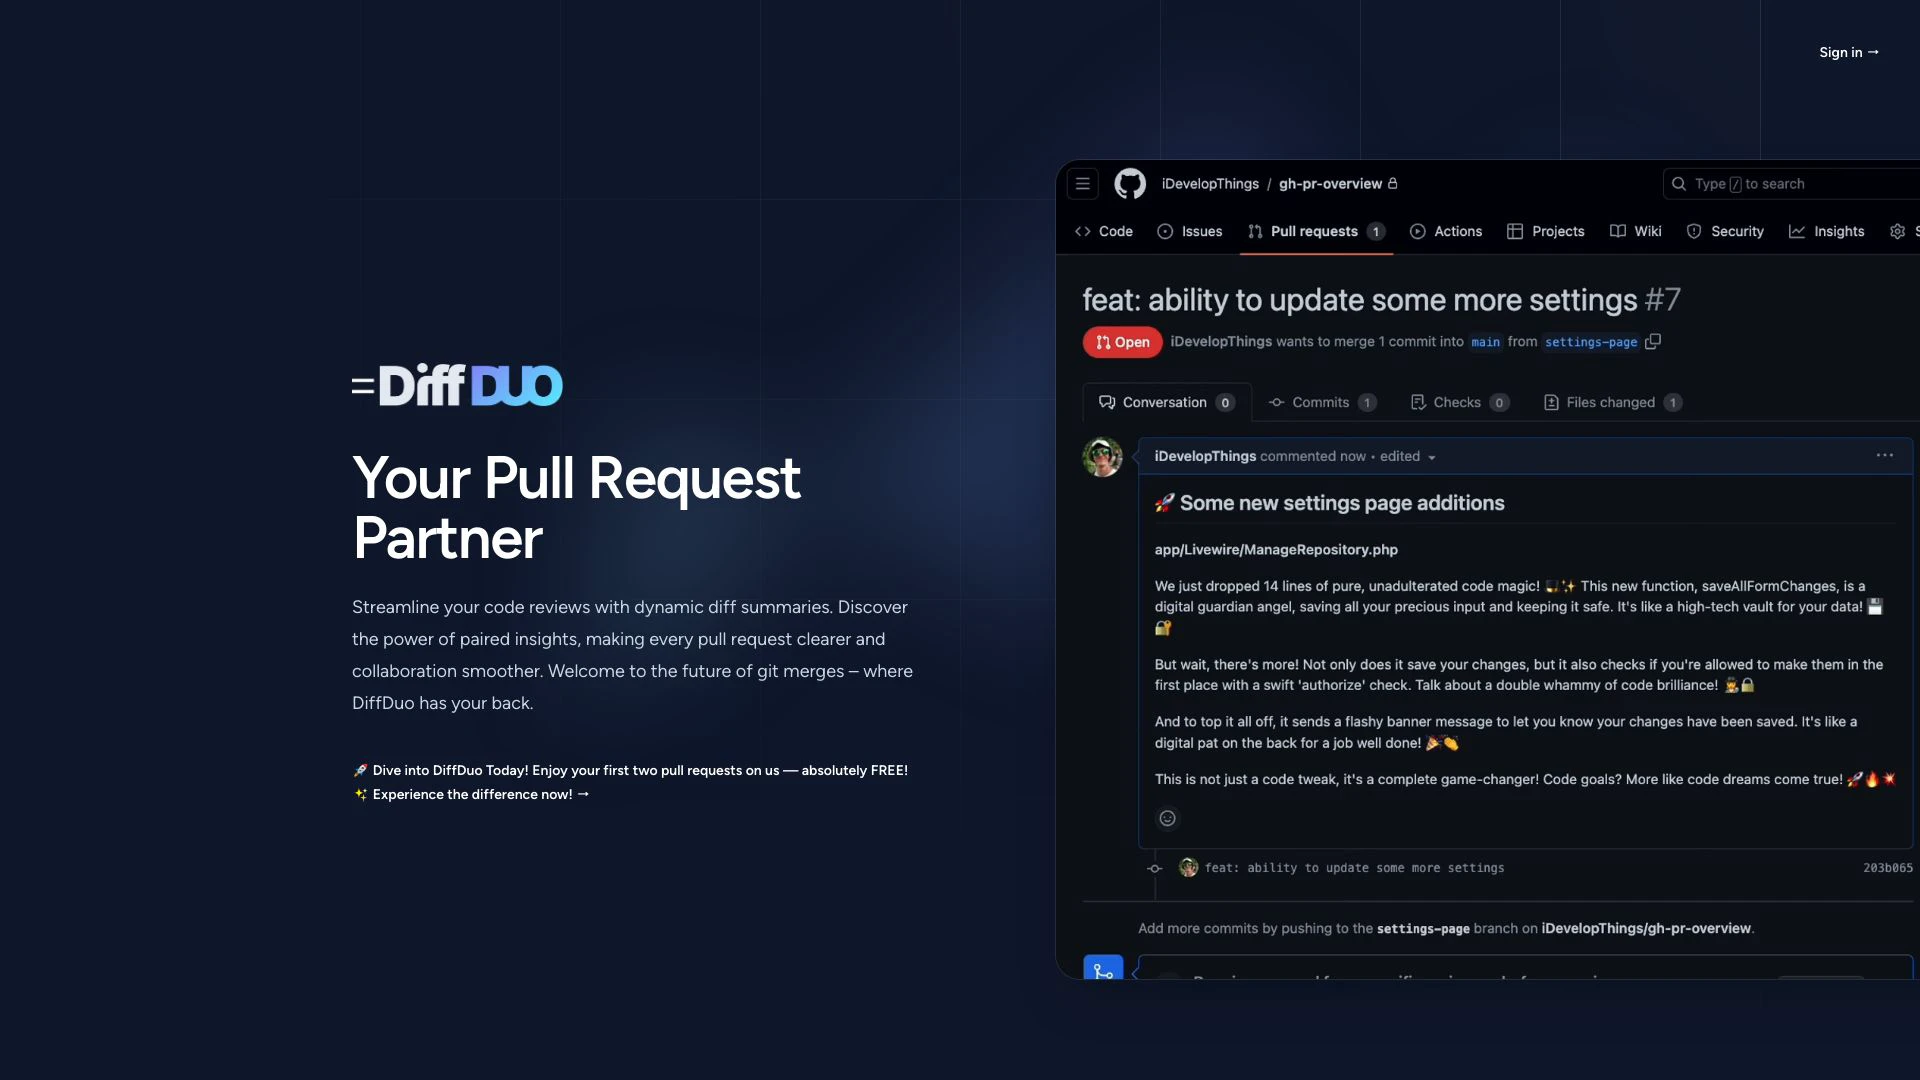 Sign in →
=Diff DUO
Your Pull Request
Partner
Streamline your code reviews with dynamic diff summaries. Discover
the power of paired insights, making every pull request clearer and
collaboration smoother. Welcome to the future of git merges – where
DiffDuo has your back.
🚀 Dive into DiffDuo Today! Enjoy your first two pull requests on us — absolutely FREE!
✨ Experience the difference now! →
iDevelopThings / gh-pr-overview
Type / to search
Code Issues Pull requests 1 Actions Projects Wiki Security Insights
feat: ability to update some more settings #7
Open iDevelopThings wants to merge 1 commit into main from settings-page
Conversation 0 Commits 1 Checks 0 Files changed 1
iDevelopThings commented now • edited
🚀 Some new settings page additions
app/Livewire/ManageRepository.php
We just dropped 14 lines of pure, unadulterated code magic! 🎩✨ This new function, saveAllFormChanges, is a
digital guardian angel, saving all your precious input and keeping it safe. It's like a high-tech vault for your data! 💾
🔐
But wait, there's more! Not only does it save your changes, but it also checks if you're allowed to make them in the
first place with a swift 'authorize' check. Talk about a double whammy of code brilliance! 👮🔒
And to top it all off, it sends a flashy banner message to let you know your changes have been saved. It's like a
digital pat on the back for a job well done! 🎉👏
This is not just a code tweak, it's a complete game-changer! Code goals? More like code dreams come true! 🚀🔥💥
feat: ability to update some more settings 203b065
Add more commits by pushing to the settings-page branch on iDevelopThings/gh-pr-overview.